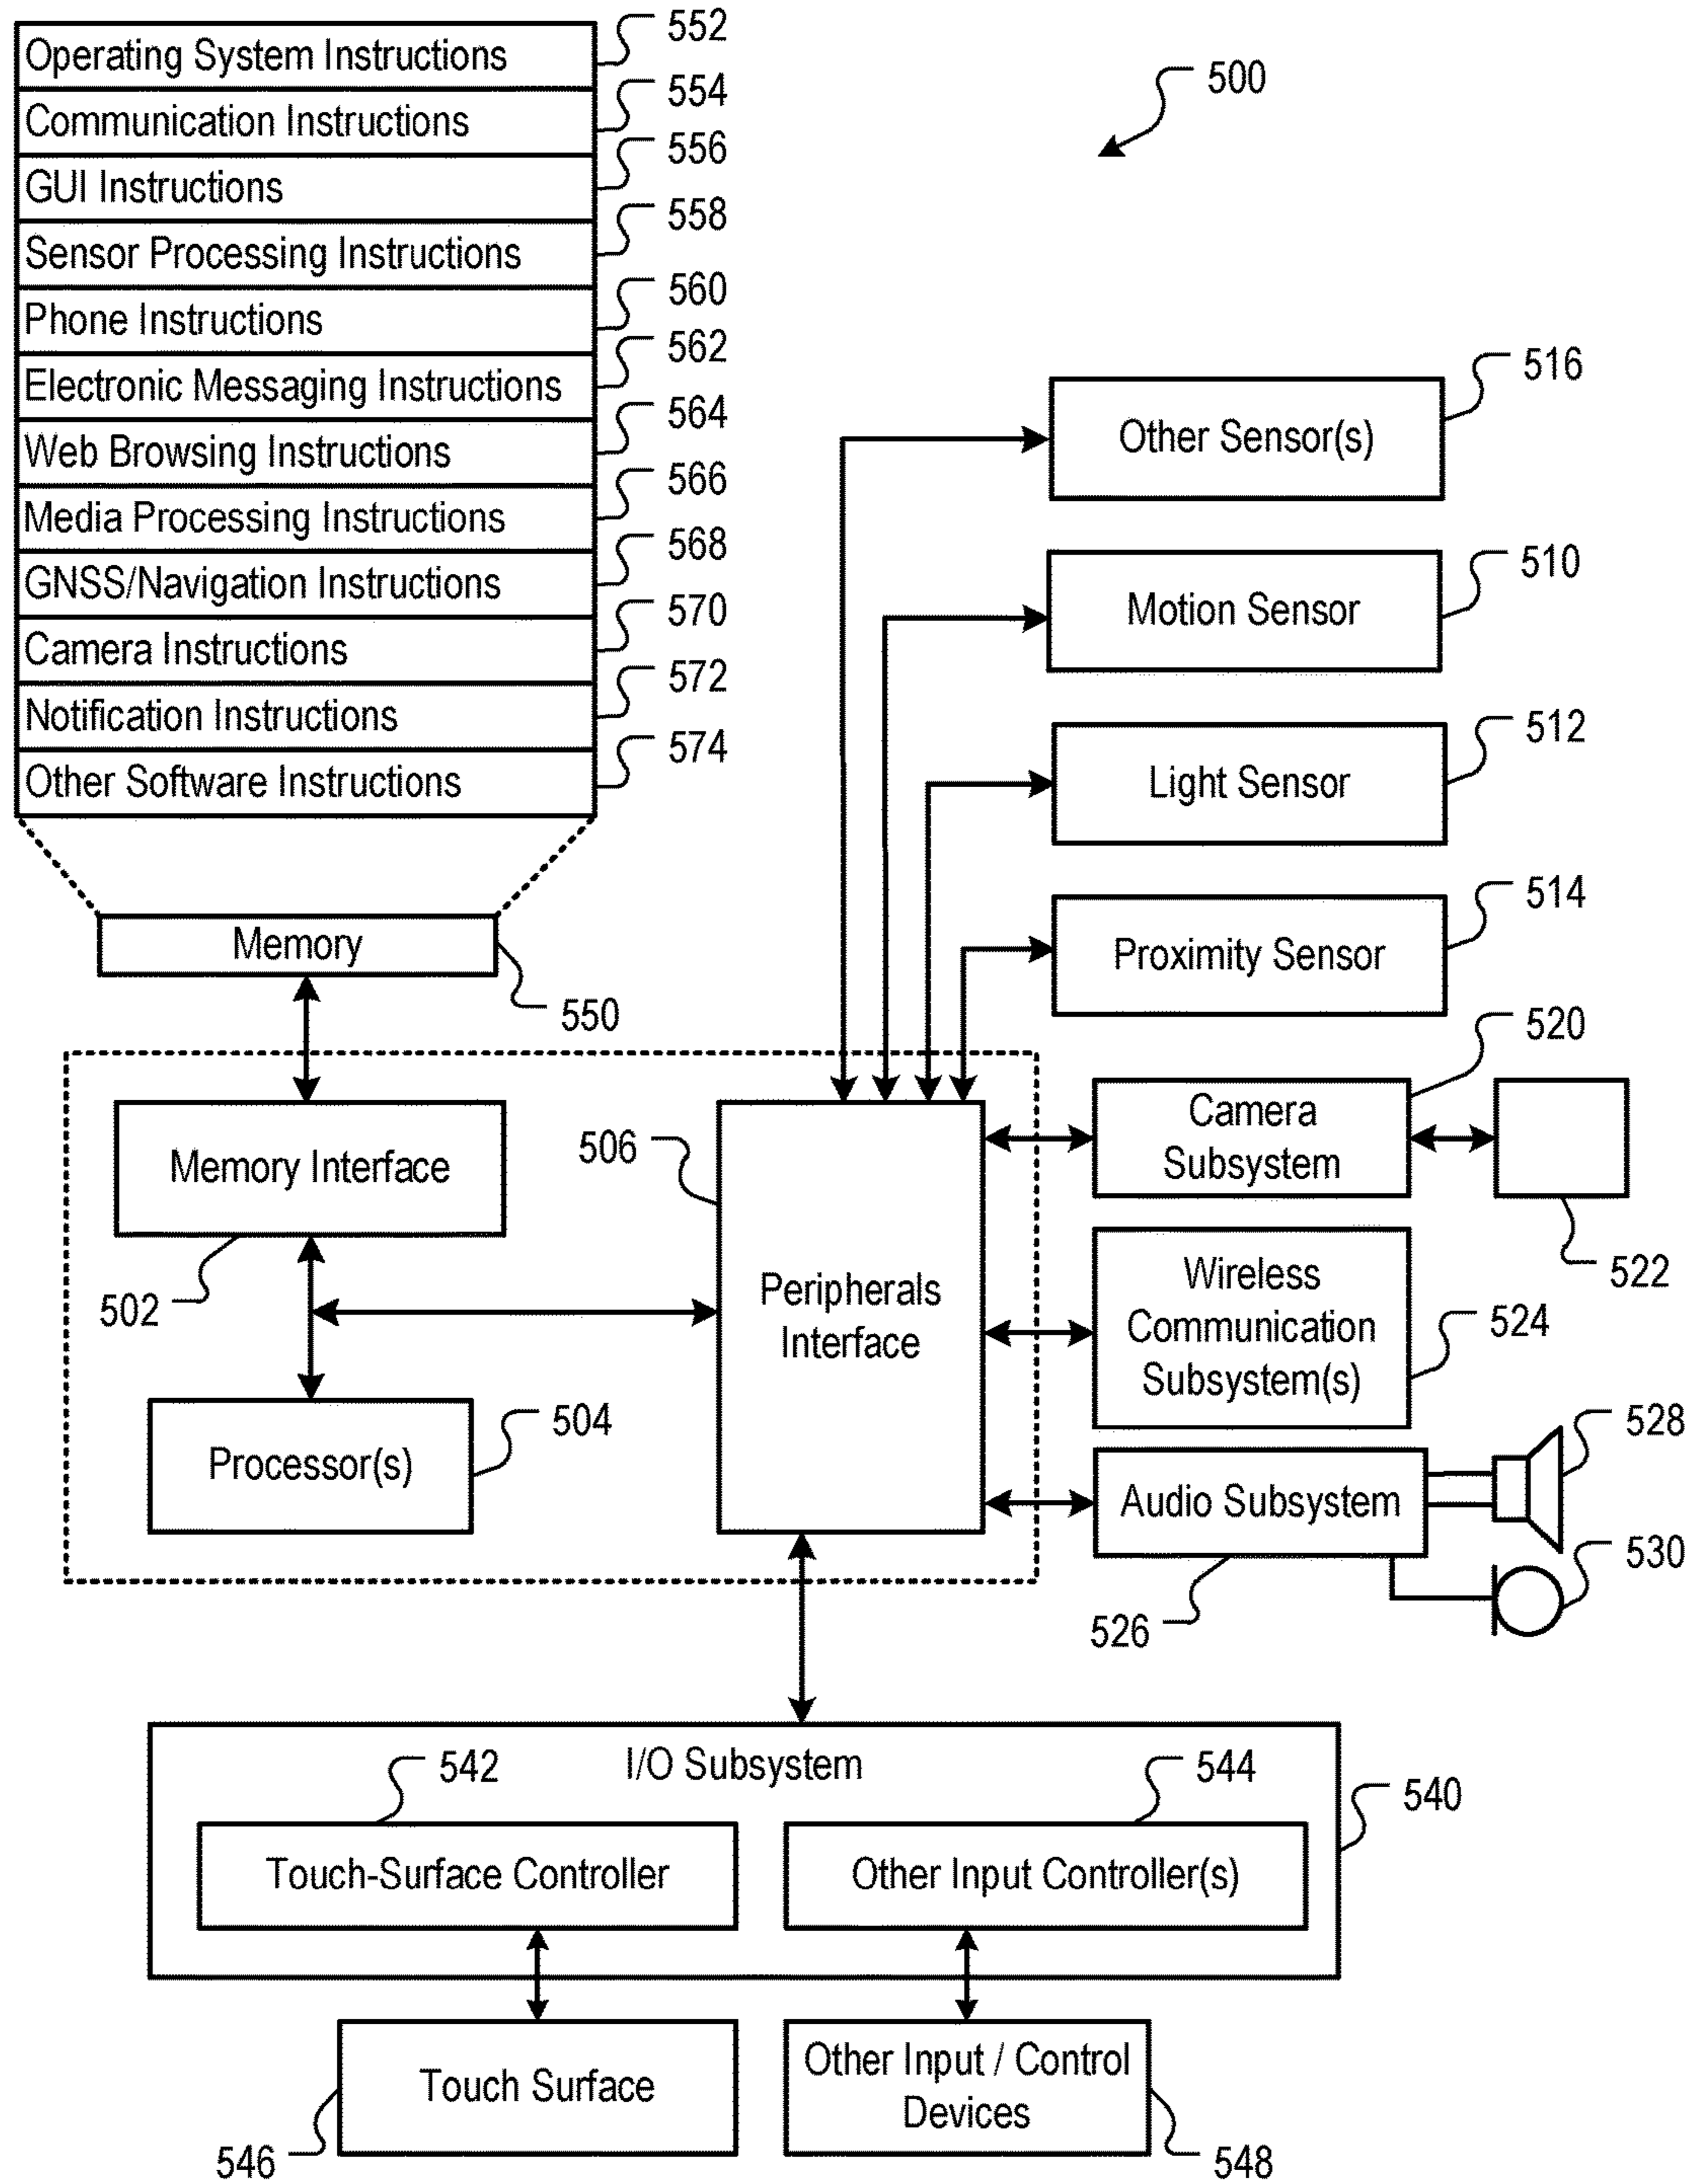 552
Operating System Instructions
554
Communication Instructions
556
GUI Instructions
558
Sensor Processing Instructions
560
Phone Instructions
562
Electronic Messaging Instructions
564
Web Browsing Instructions
566
Media Processing Instructions
568
GNSS/Navigation Instructions
570
Camera Instructions
572
Notification Instructions
574
Other Software Instructions
Memory
550
500
516
Other Sensor(s)
510
Motion Sensor
512
Light Sensor
514
Proximity Sensor
520
Camera
Subsystem
522
Memory Interface
502
506
Peripherals
Interface
Wireless
Communication
Subsystem(s)
524
504
Processor(s)
528
Audio Subsystem
530
526
I/O Subsystem
542
544
540
Touch-Surface Controller
Other Input Controller(s)
Touch Surface
546
Other Input / Control
Devices
548